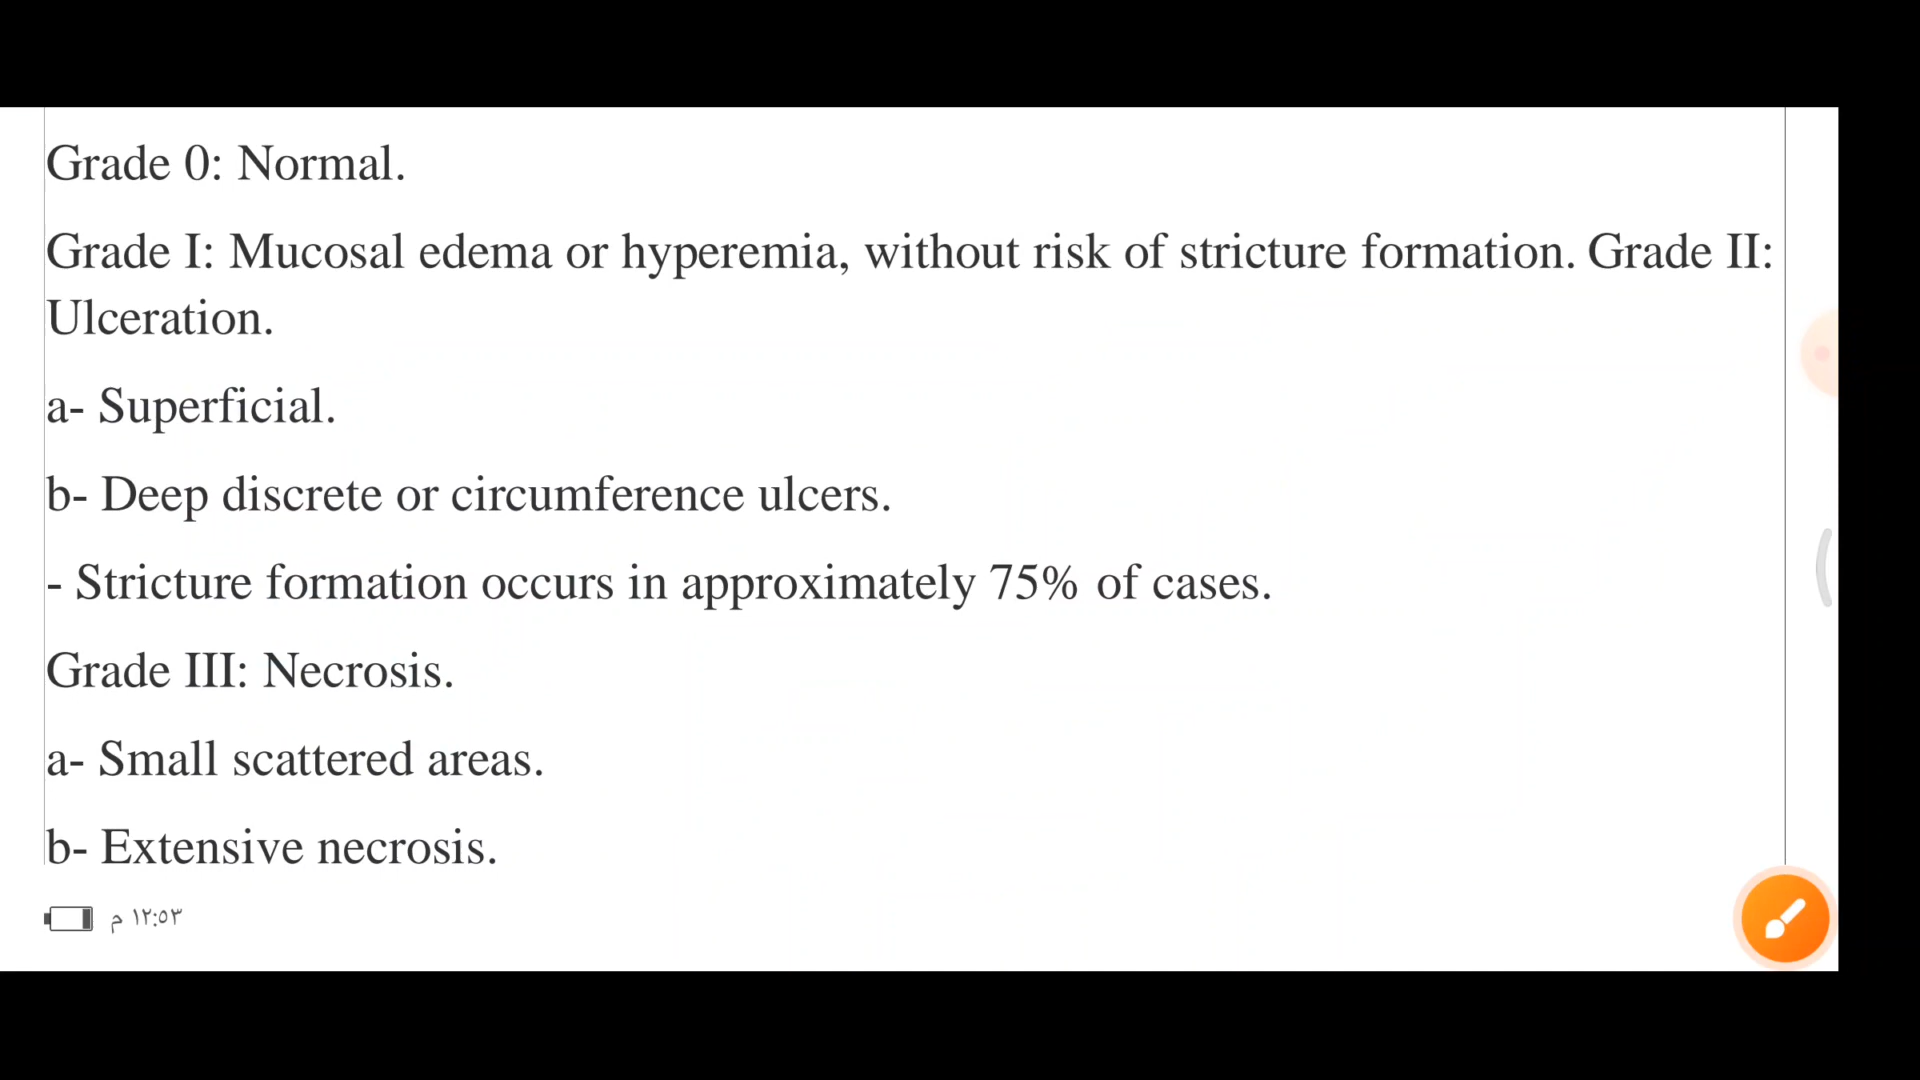 Grade 0: Normal.
Grade I: Mucosal edema or hyperemia, without risk of stricture formation. Grade II:
Ulceration.
a- Superficial.
b- Deep discrete or circumference ulcers.
- Stricture formation occurs in approximately 75% of cases.
Grade III: Necrosis.
a- Small scattered areas.
b- Extensive necrosis.
١٢:٥٣ م